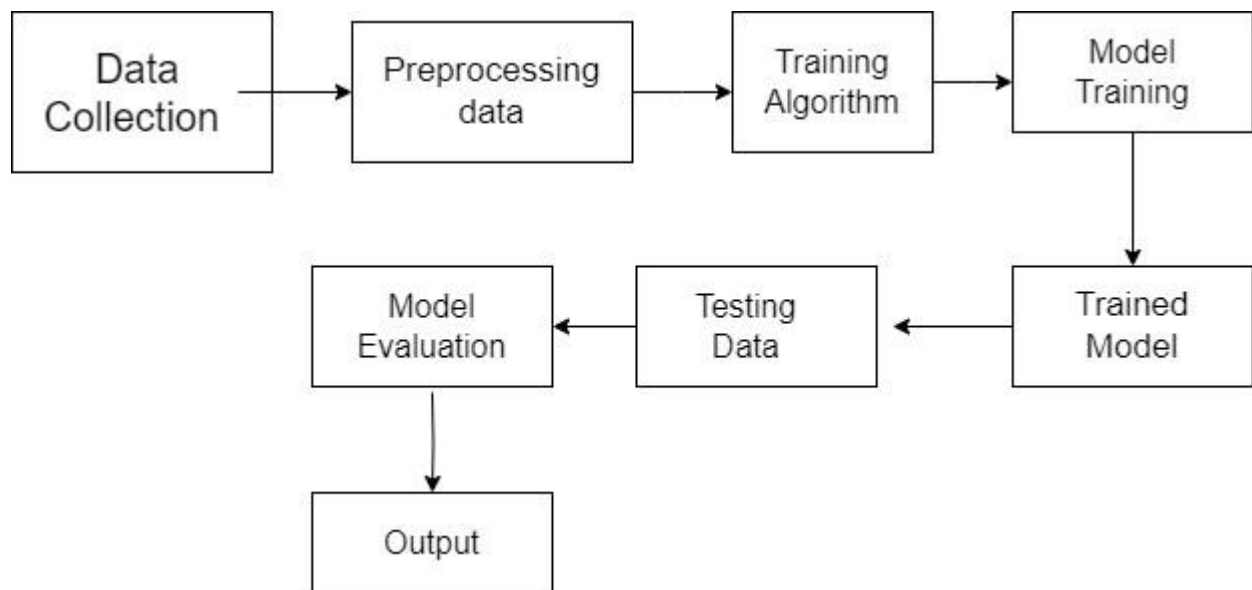 Data
Collection
Preprocessing
data
Training
Algorithm
Model
Training
Trained
Model
Testing
Data
Model
Evaluation
Output